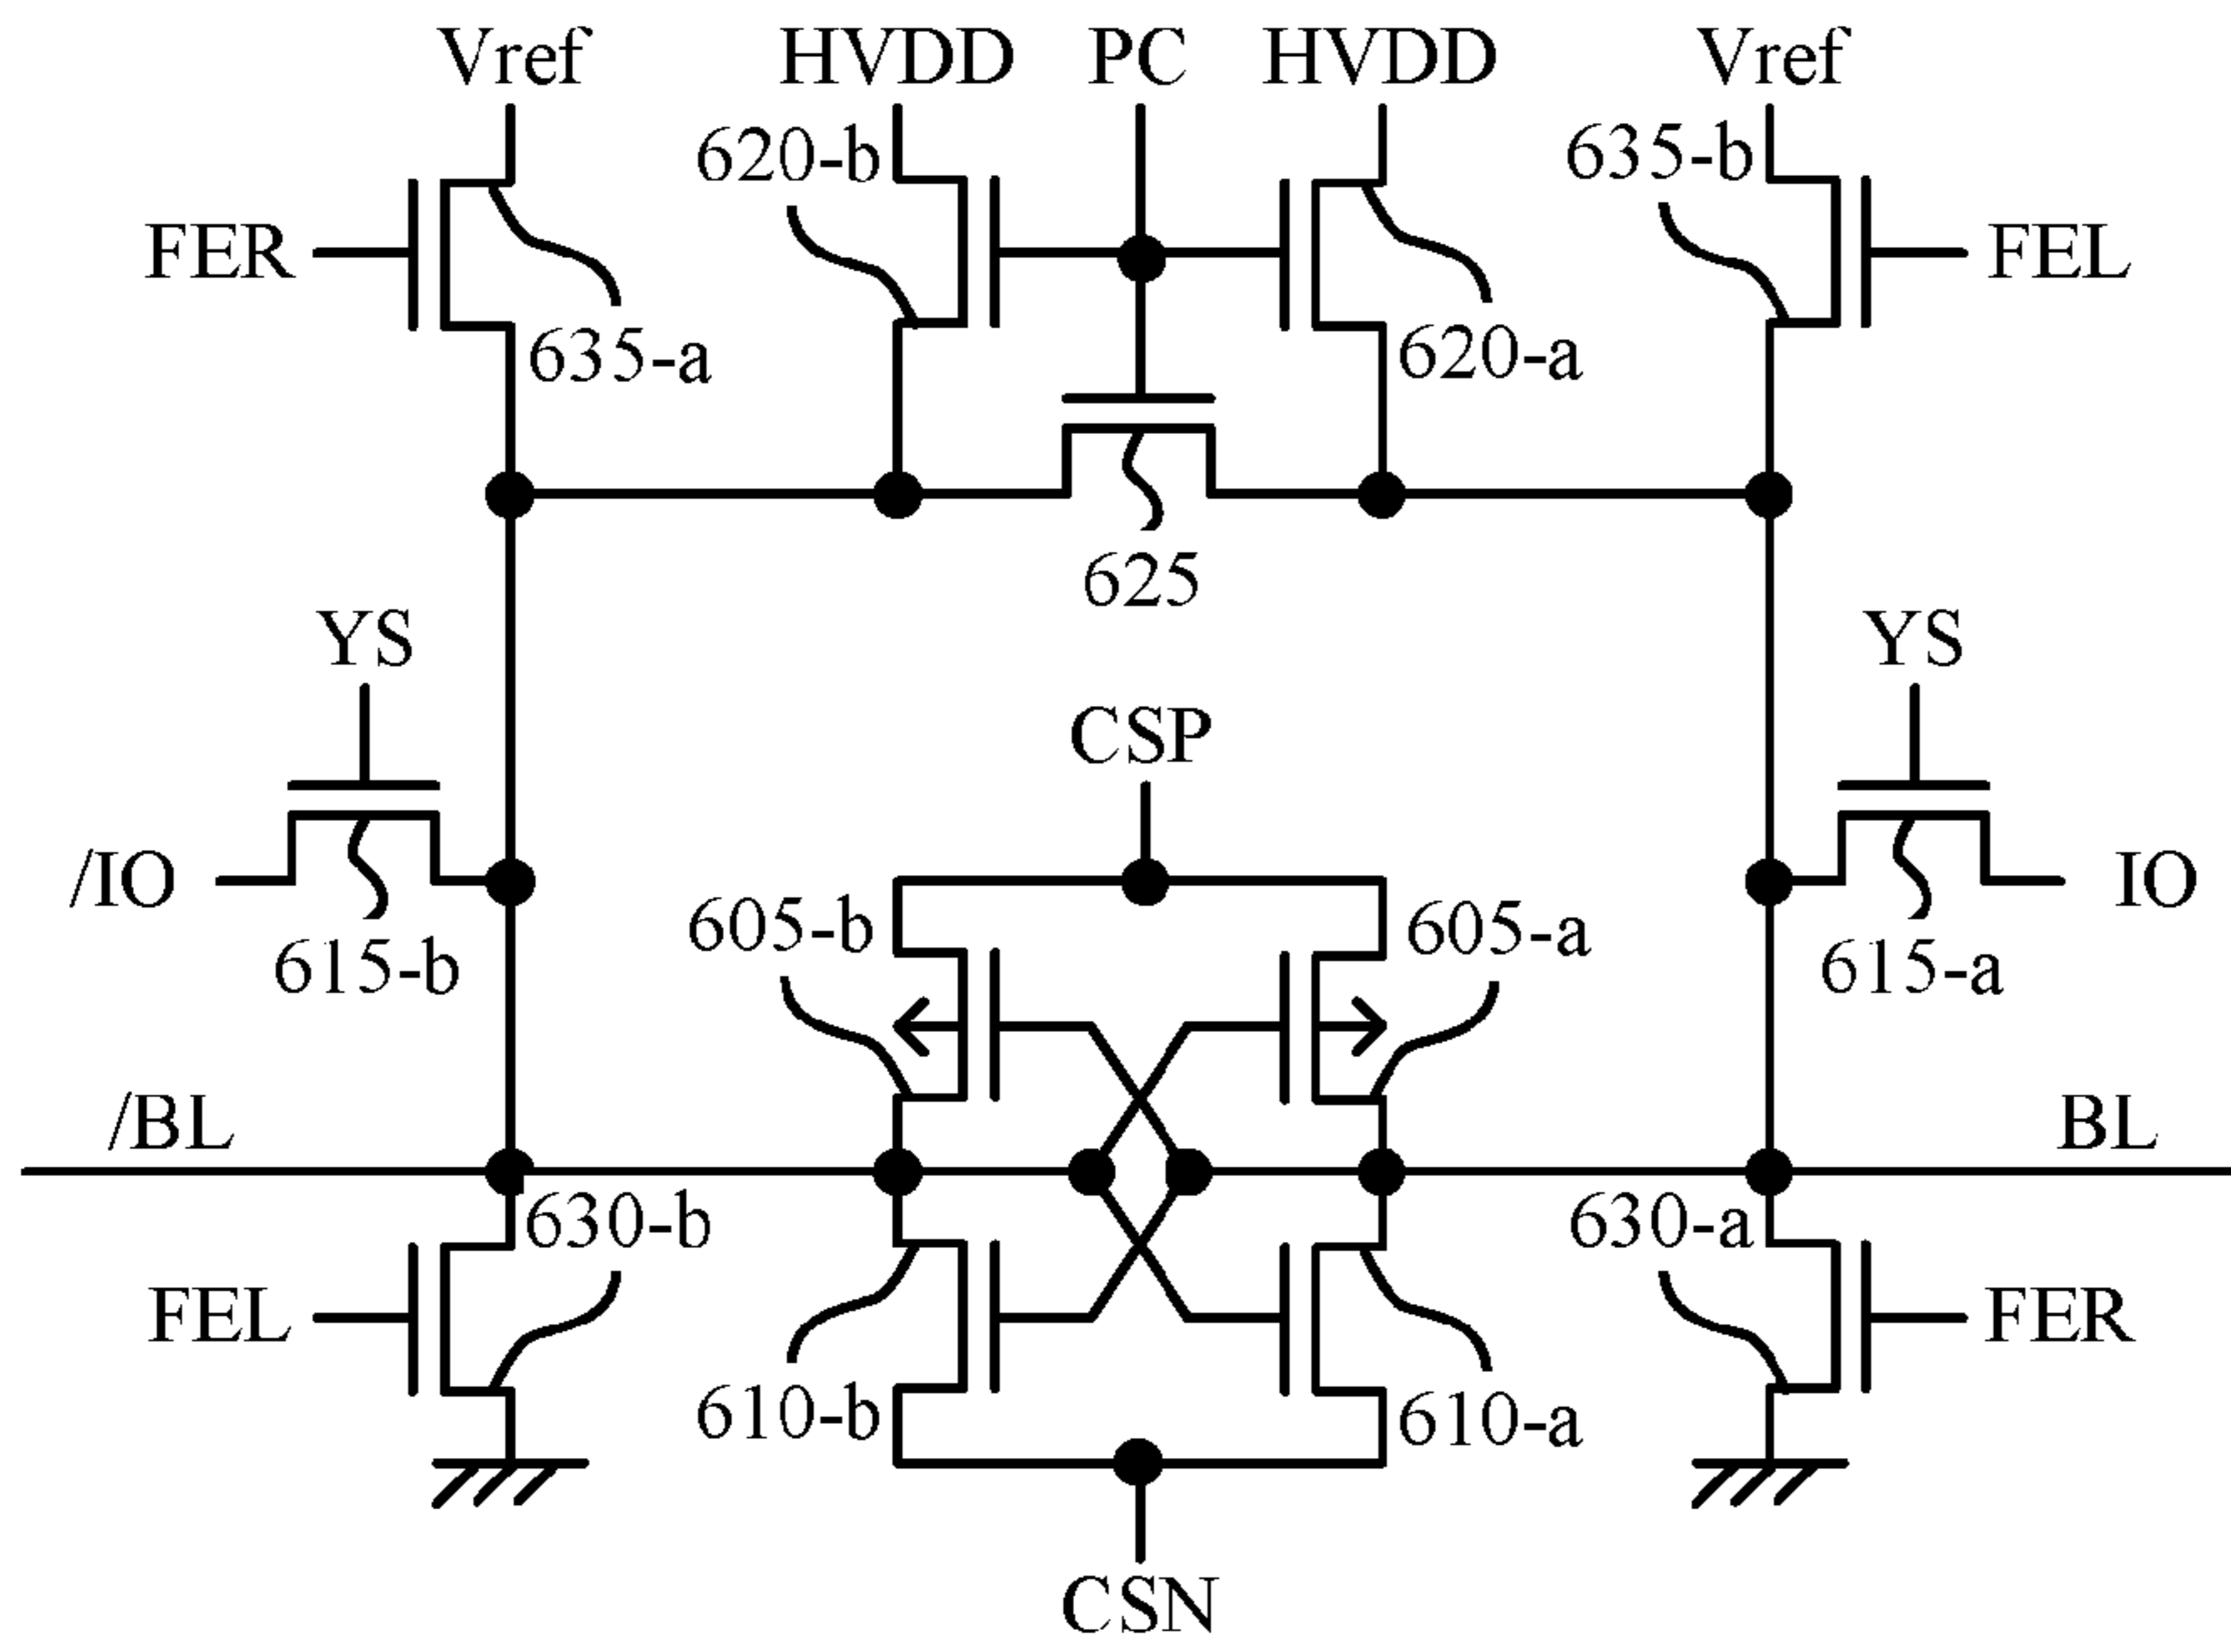 Vref HVDD PC HVDD Vref
620-b 635-b
FER FEL
635-a 620-a
625
YS YS
CSP
/IO IO
605-b 605-a
615-b 615-a
/BL BL
630-b 630-a
FEL FER
610-b 610-a
CSN